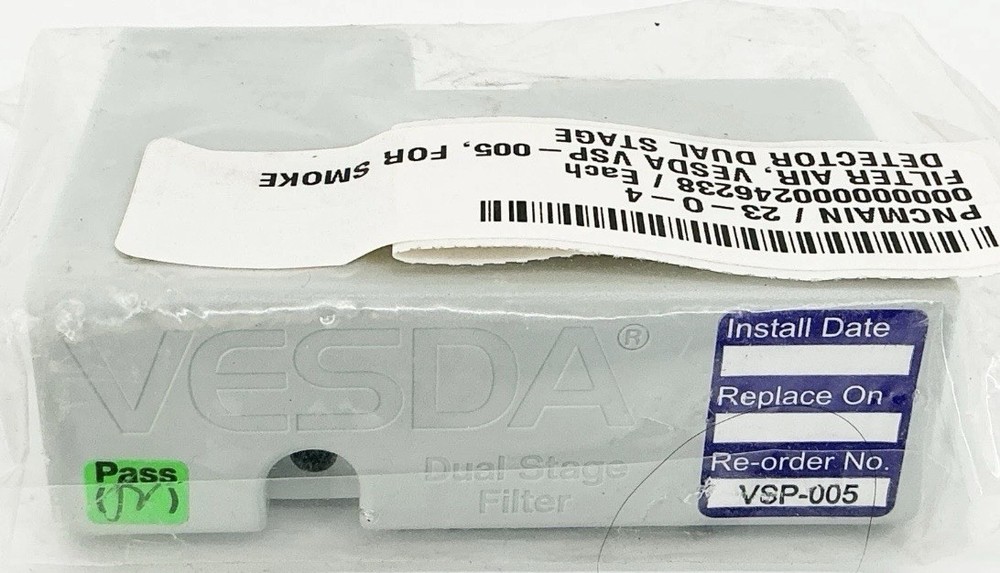 PNCMAIN / 23-0-4
0000000000246238 / Each
FILTER AIR, VESDA VSP-005, FOR SMOKE
DETECTOR DUAL STAGE
VESDA®
Dual Stage
Filter
Pass
Install Date
Replace On
Re-order No.
VSP-005